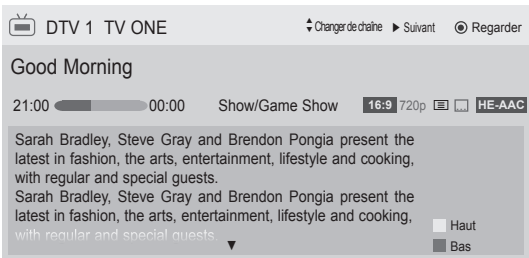 DTV 1 TV ONE Changer de chaîne Suivant Regarder
Good Morning
21:00 00:00 Show/Game Show 16:9 720p HE-AAC
Sarah Bradley, Steve Gray and Brendon Pongia present the
latest in fashion, the arts, entertainment, lifestyle and cooking,
with regular and special guests.
Sarah Bradley, Steve Gray and Brendon Pongia present the
latest in fashion, the arts, entertainment, lifestyle and cooking,
with regular and special guests.
Haut
Bas